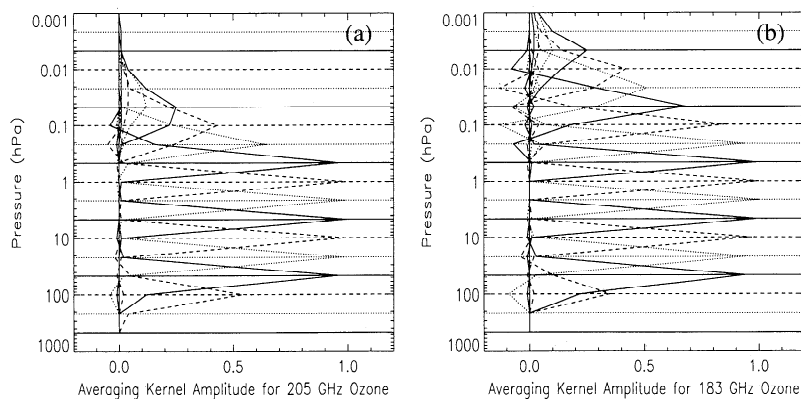 (a)
0.001
0.01
0.1
1
10
100
1000
Pressure (hPa)
0.0 0.5 1.0
Averaging Kernel Amplitude for 205 GHz Ozone
(b)
0.001
0.01
0.1
1
10
100
1000
Pressure (hPa)
0.0 0.5 1.0
Averaging Kernel Amplitude for 183 GHz Ozone